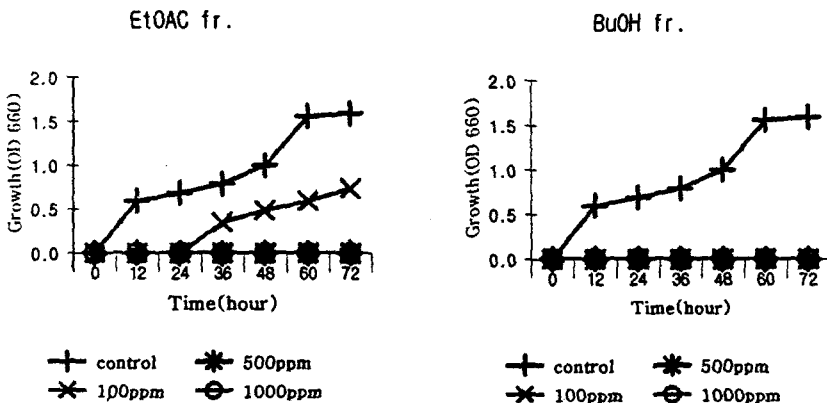 EtOAC fr.
2.0
1.5
1.0
0.5
0.0
Growth(OD 660)
0 12 24 36 48 60 72
Time(hour)
control 500ppm
100ppm 1000ppm
BuOH fr.
2.0
1.5
1.0
0.5
0.0
Growth(OD 660)
0 12 24 36 48 60 72
Time(hour)
control 500ppm
100ppm 1000ppm